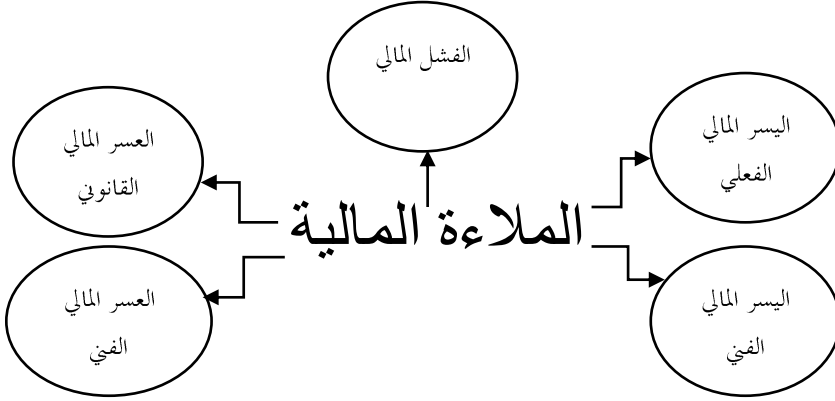 الفشل المالي
اليسر المالي
الفعلي
العسر المالي
القانوني
الملاءة المالية
اليسر المالي
الفني
العسر المالي
الفني